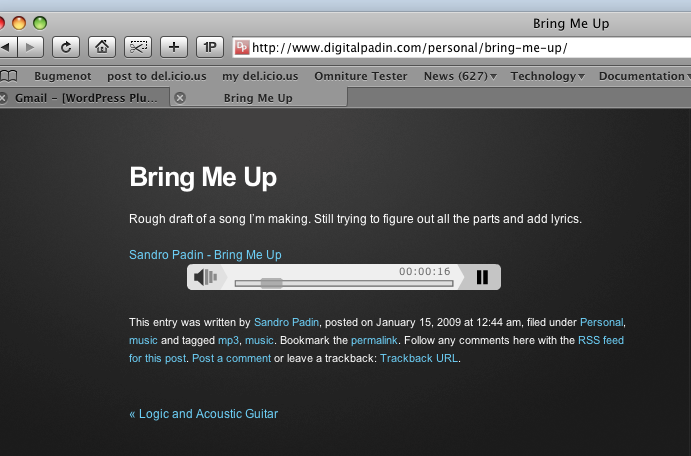 Bring Me Up
1P
DP http://www.digitalpadin.com/personal/bring-me-up/
Bugmenot post to del.icio.us my del.icio.us Omniture Tester News (627) Technology Documentation
Gmail – [WordPress Plu... Bring Me Up
Bring Me Up
Rough draft of a song I'm making. Still trying to figure out all the parts and add lyrics.
Sandro Padin - Bring Me Up
00:00:16
This entry was written by Sandro Padin, posted on January 15, 2009 at 12:44 am, filed under Personal,
music and tagged mp3, music. Bookmark the permalink. Follow any comments here with the RSS feed
for this post. Post a comment or leave a trackback: Trackback URL.
« Logic and Acoustic Guitar